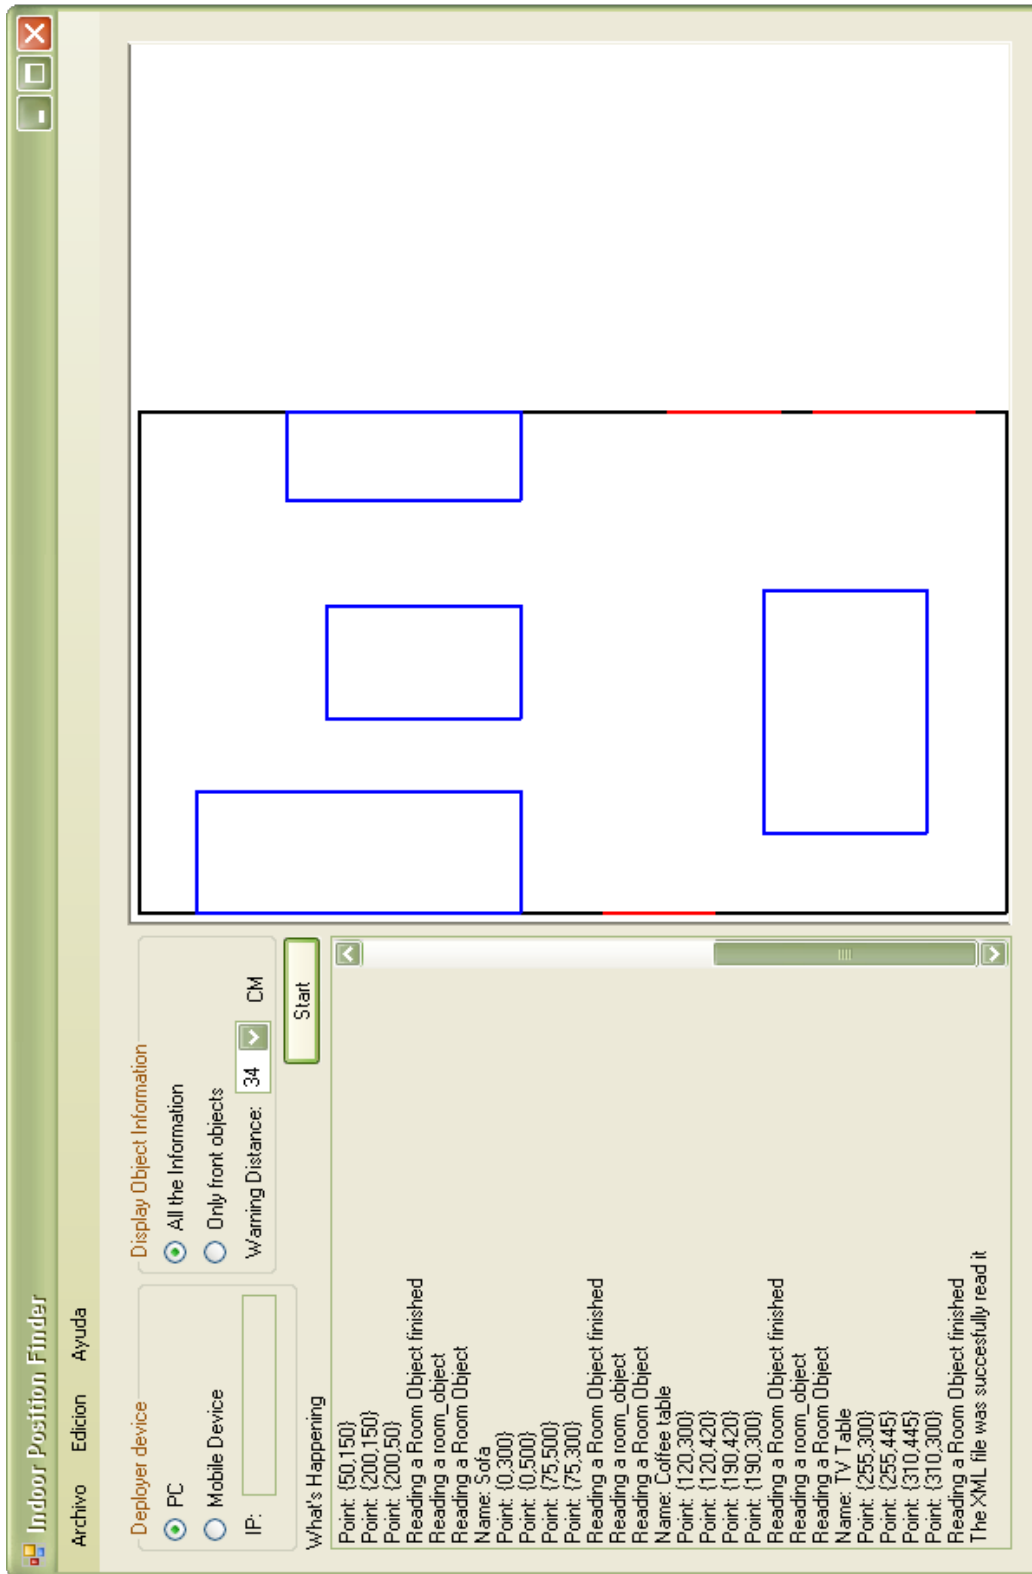 Indoor Position Finder
Archivo Edicion Ayuda
Deployer device
PC
Mobile Device
IP:
Display Object Information
All the Information
Only front objects
Warning Distance: 34 CM
Start
What's Happening
Point: {50,150}
Point: {200,150}
Point: {200,50}
Reading a Room Object finished
Reading a room_object
Reading a Room Object
Name: Sofa
Point: {0,300}
Point: {0,500}
Point: {75,500}
Point: {75,300}
Reading a Room Object finished
Reading a room_object
Reading a Room Object
Name: Coffee table
Point: {120,300}
Point: {120,420}
Point: {190,420}
Point: {190,300}
Reading a Room Object finished
Reading a room_object
Reading a Room Object
Name: TV Table
Point: {255,300}
Point: {255,445}
Point: {310,445}
Point: {310,300}
Reading a Room Object finished
The XML file was succesfully read it